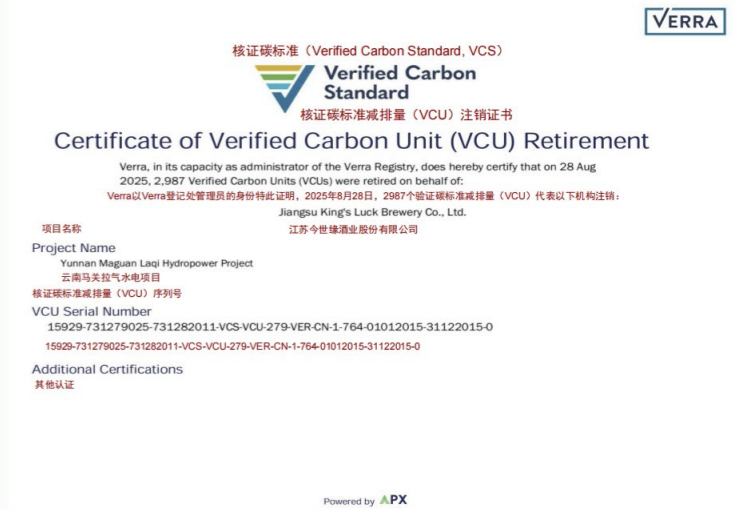 VERRA
核证碳标准（Verified Carbon Standard, VCS）
Verified Carbon
Standard
核证碳标准减排量（VCU）注销证书
Certificate of Verified Carbon Unit (VCU) Retirement
Verra, in its capacity as administrator of the Verra Registry, does hereby certify that on 28 Aug
2025, 2,987 Verified Carbon Units (VCUs) were retired on behalf of:
Verra以Verra登记处管理员的身份特此证明，2025年8月28日，2987个验证碳标准减排量（VCU）代表以下机构注销：
Jiangsu King's Luck Brewery Co., Ltd.
项目名称
江苏今世缘酒业股份有限公司
Project Name
Yunnan Maguan Laqi Hydropower Project
云南马关拉气水电项目
核证碳标准减排量（VCU）序列号
VCU Serial Number
15929-731279025-731282011-VCS-VCU-279-VER-CN-1-764-01012015-31122015-0
15929-731279025-731282011-VCS-VCU-279-VER-CN-1-764-01012015-31122015-0
Additional Certifications
其他认证
Powered by APX